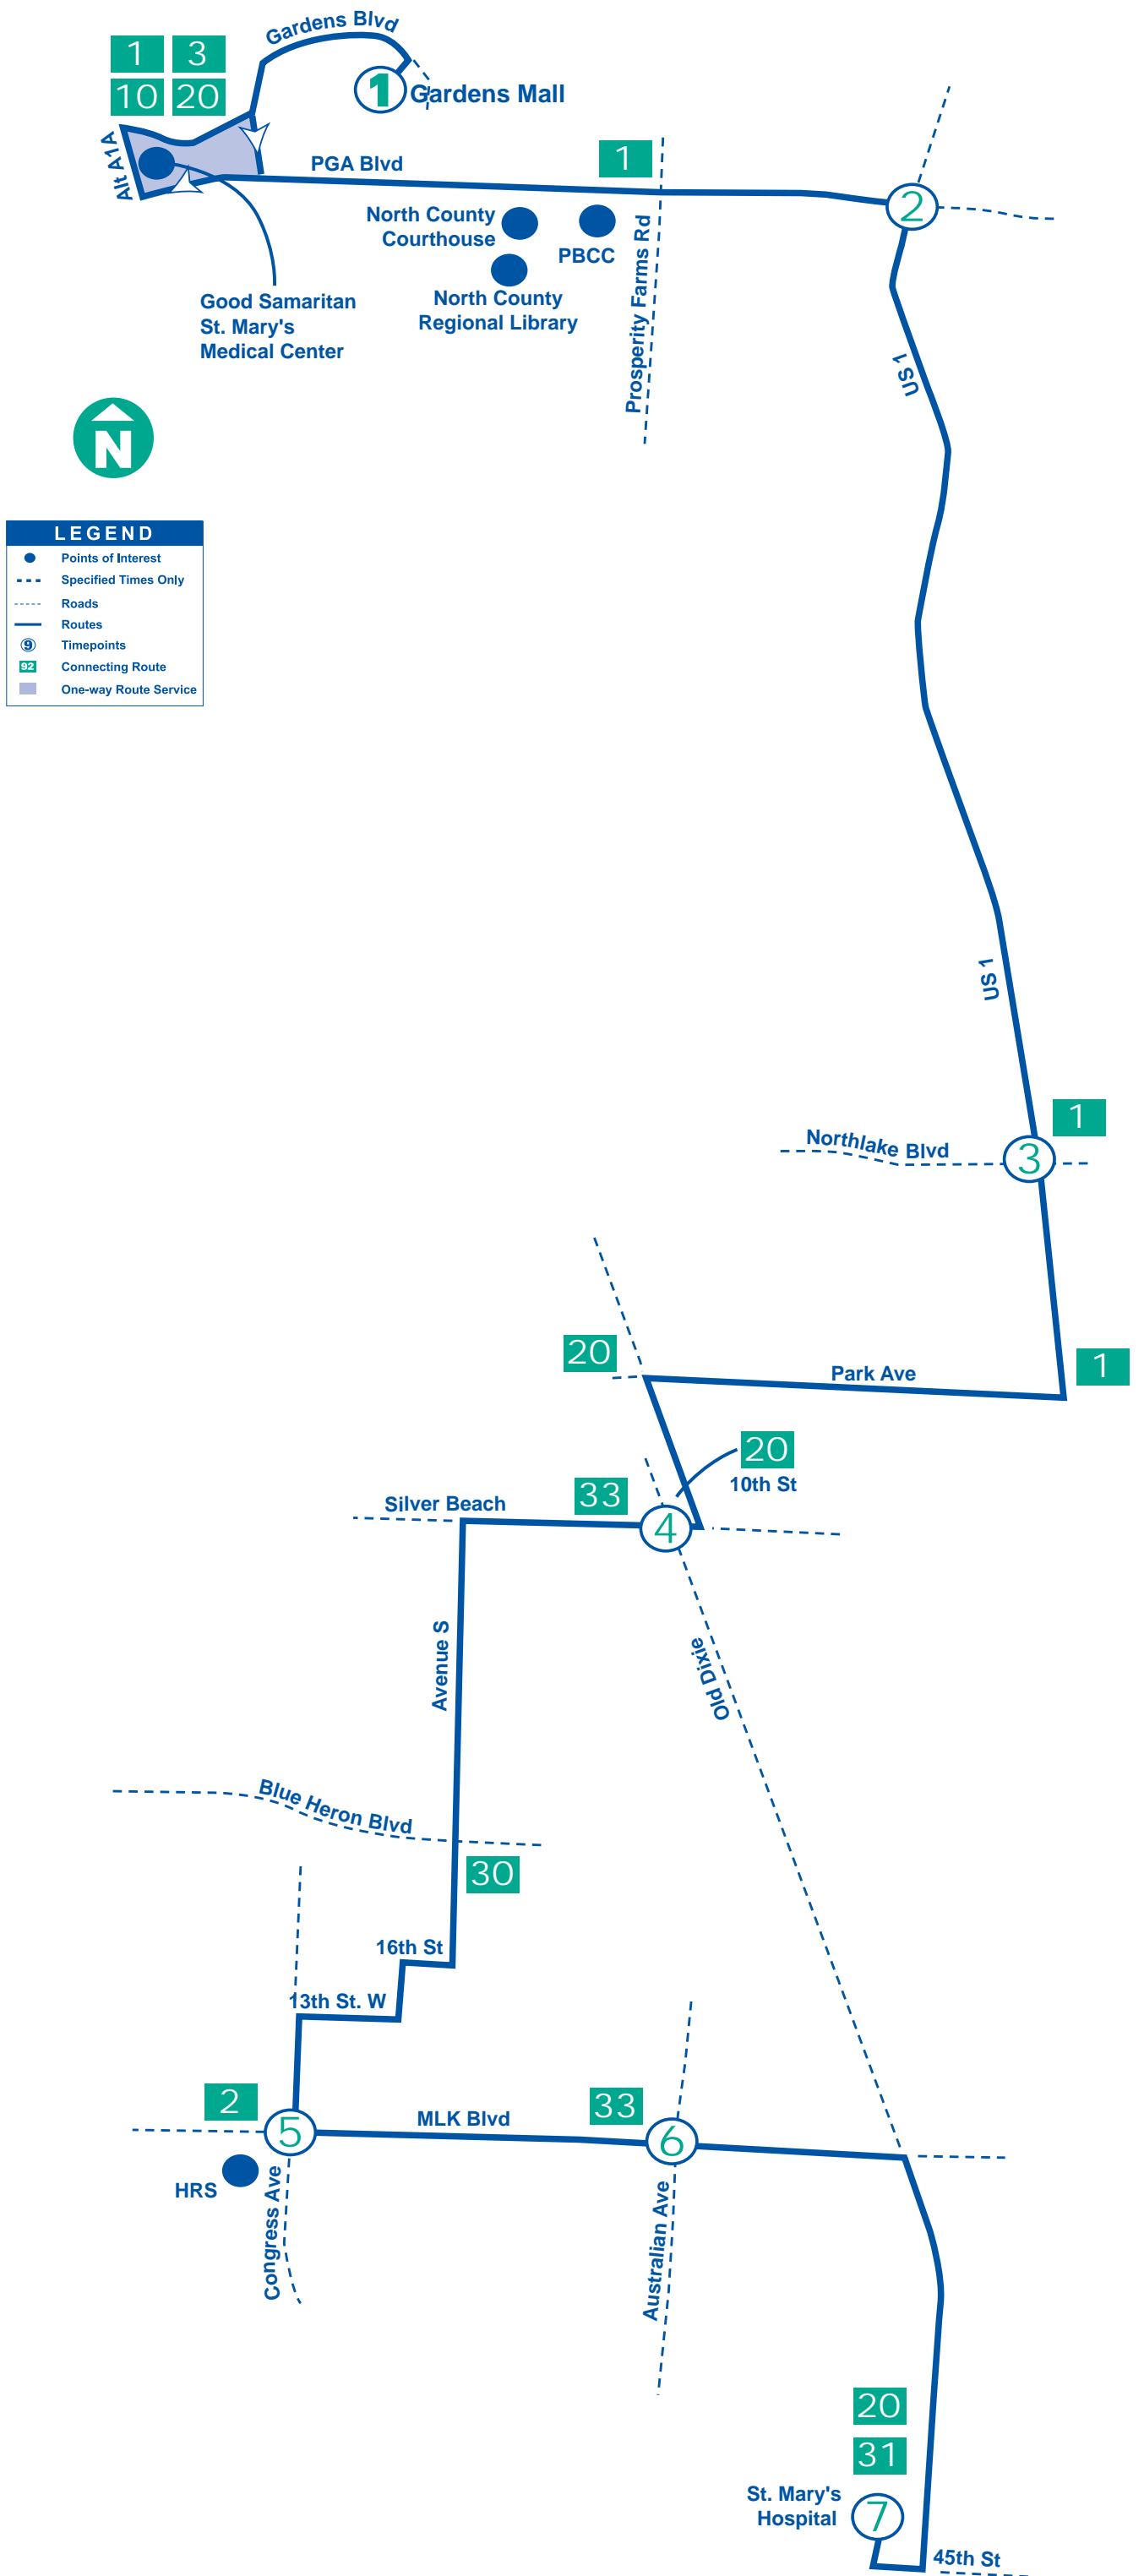 Gardens Blvd
1 3
10 20
1 Gardens Mall
Alt A1A
PGA Blvd
1
2
North County
Courthouse
PBCC
North County
Regional Library
Prosperity Farms Rd
Good Samaritan
St. Mary's
Medical Center
US 1
N
LEGEND
Points of Interest
Specified Times Only
Roads
Routes
9 Timepoints
92 Connecting Route
One-way Route Service
US 1
1
Northlake Blvd
3
20
Park Ave
1
20
10th St
33
Silver Beach
4
Avenue S
Old Dixie
Blue Heron Blvd
30
16th St
13th St. W
2
33
5
MLK Blvd
6
HRS
Congress Ave
Australian Ave
20
31
St. Mary's
Hospital
7
45th St